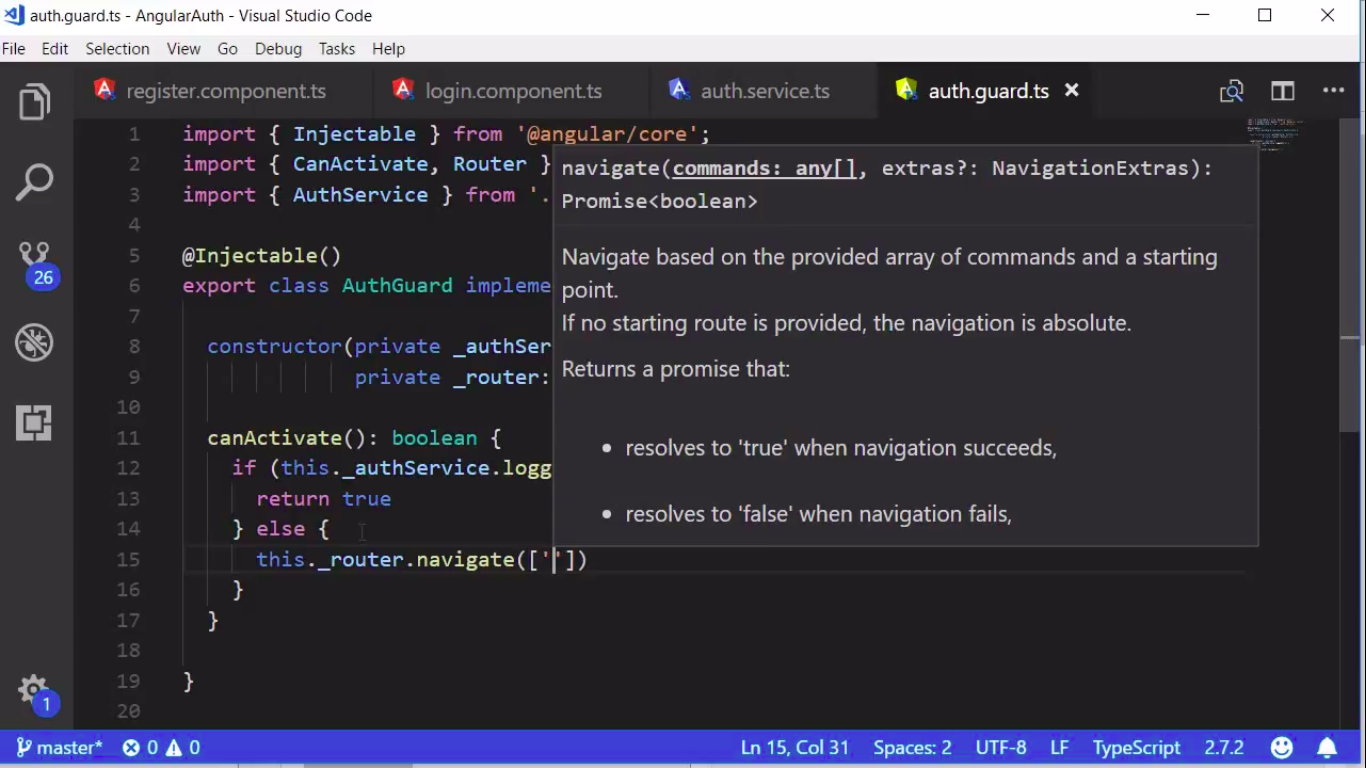 auth.guard.ts - AngularAuth - Visual Studio Code
File Edit Selection View Go Debug Tasks Help
register.component.ts login.component.ts auth.service.ts auth.guard.ts
1 import { Injectable } from '@angular/core';
2 import { CanActivate, Router }
3 import { AuthService } from '.
4
5 @Injectable()
6 export class AuthGuard impleme
7
8 constructor(private _authSer
9 private _router:
10
11 canActivate(): boolean {
12 if (this._authService.logg
13 return true
14 } else {
15 this._router.navigate([''])
16 }
17 }
18
19 }
20
navigate(commands: any[], extras?: NavigationExtras):
Promise<boolean>
Navigate based on the provided array of commands and a starting
point.
If no starting route is provided, the navigation is absolute.
Returns a promise that:
• resolves to 'true' when navigation succeeds,
• resolves to 'false' when navigation fails,
26
1
master* 0 0 Ln 15, Col 31 Spaces: 2 UTF-8 LF TypeScript 2.7.2